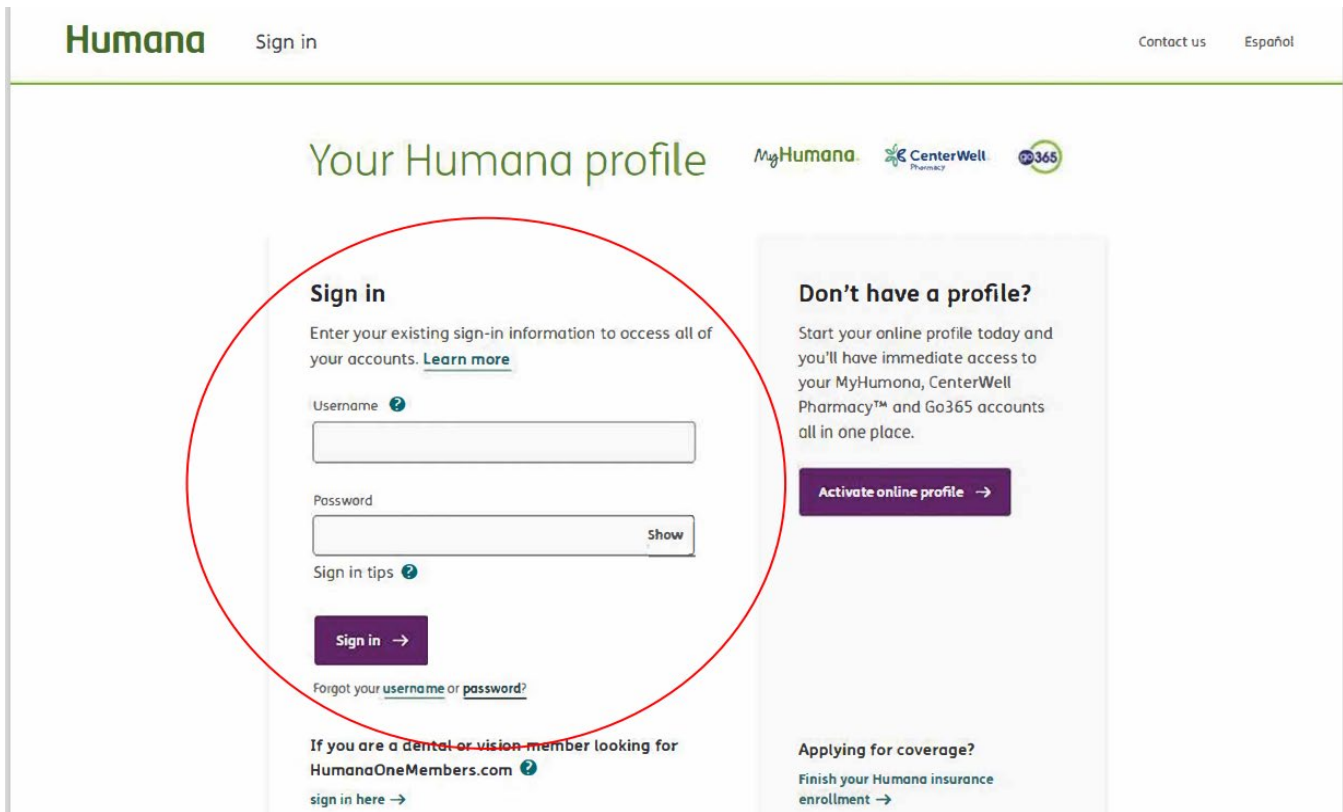 Humana
Sign in
Contact us
Español
Your Humana profile
MyHumana.
CenterWell
Pharmacy
go365
Sign in
Enter your existing sign-in information to access all of
your accounts. Learn more
Username ?
Password
Show
Sign in tips ?
Sign in →
Forgot your username or password?
If you are a dental or vision member looking for
HumanaOneMembers.com ?
sign in here →
Don't have a profile?
Start your online profile today and
you'll have immediate access to
your MyHumana, CenterWell
Pharmacy™ and Go365 accounts
all in one place.
Activate online profile →
Applying for coverage?
Finish your Humana insurance
enrollment →